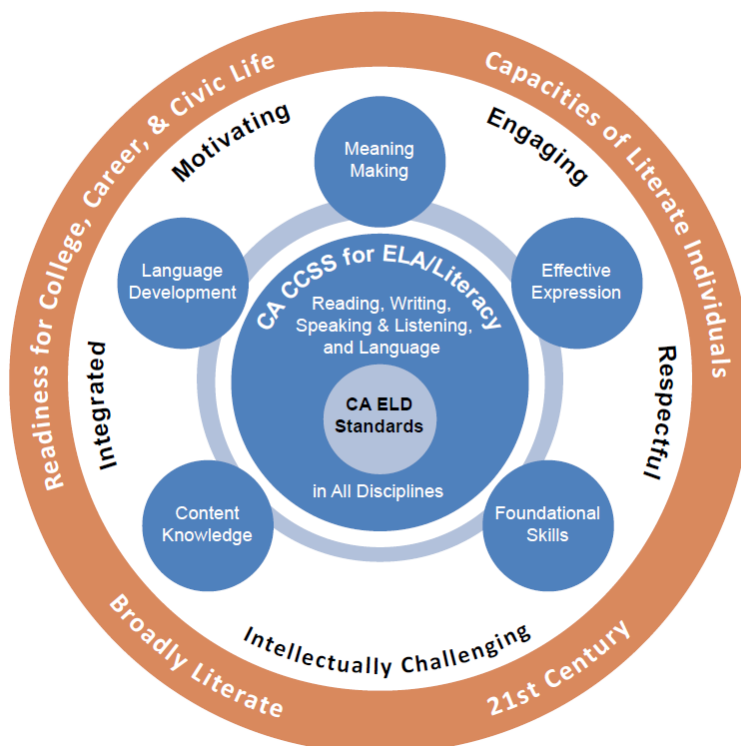 Readiness for College, Career, & Civic Life
Capacities of Literate Individuals
Motivating
Engaging
Meaning
Making
Language
Development
Effective
Expression
CA CCSS for ELA/Literacy
Reading, Writing,
Speaking & Listening,
and Language
CA ELD
Standards
in All Disciplines
Integrated
Respectful
Content
Knowledge
Foundational
Skills
Intellectually Challenging
Broadly Literate
21st Century